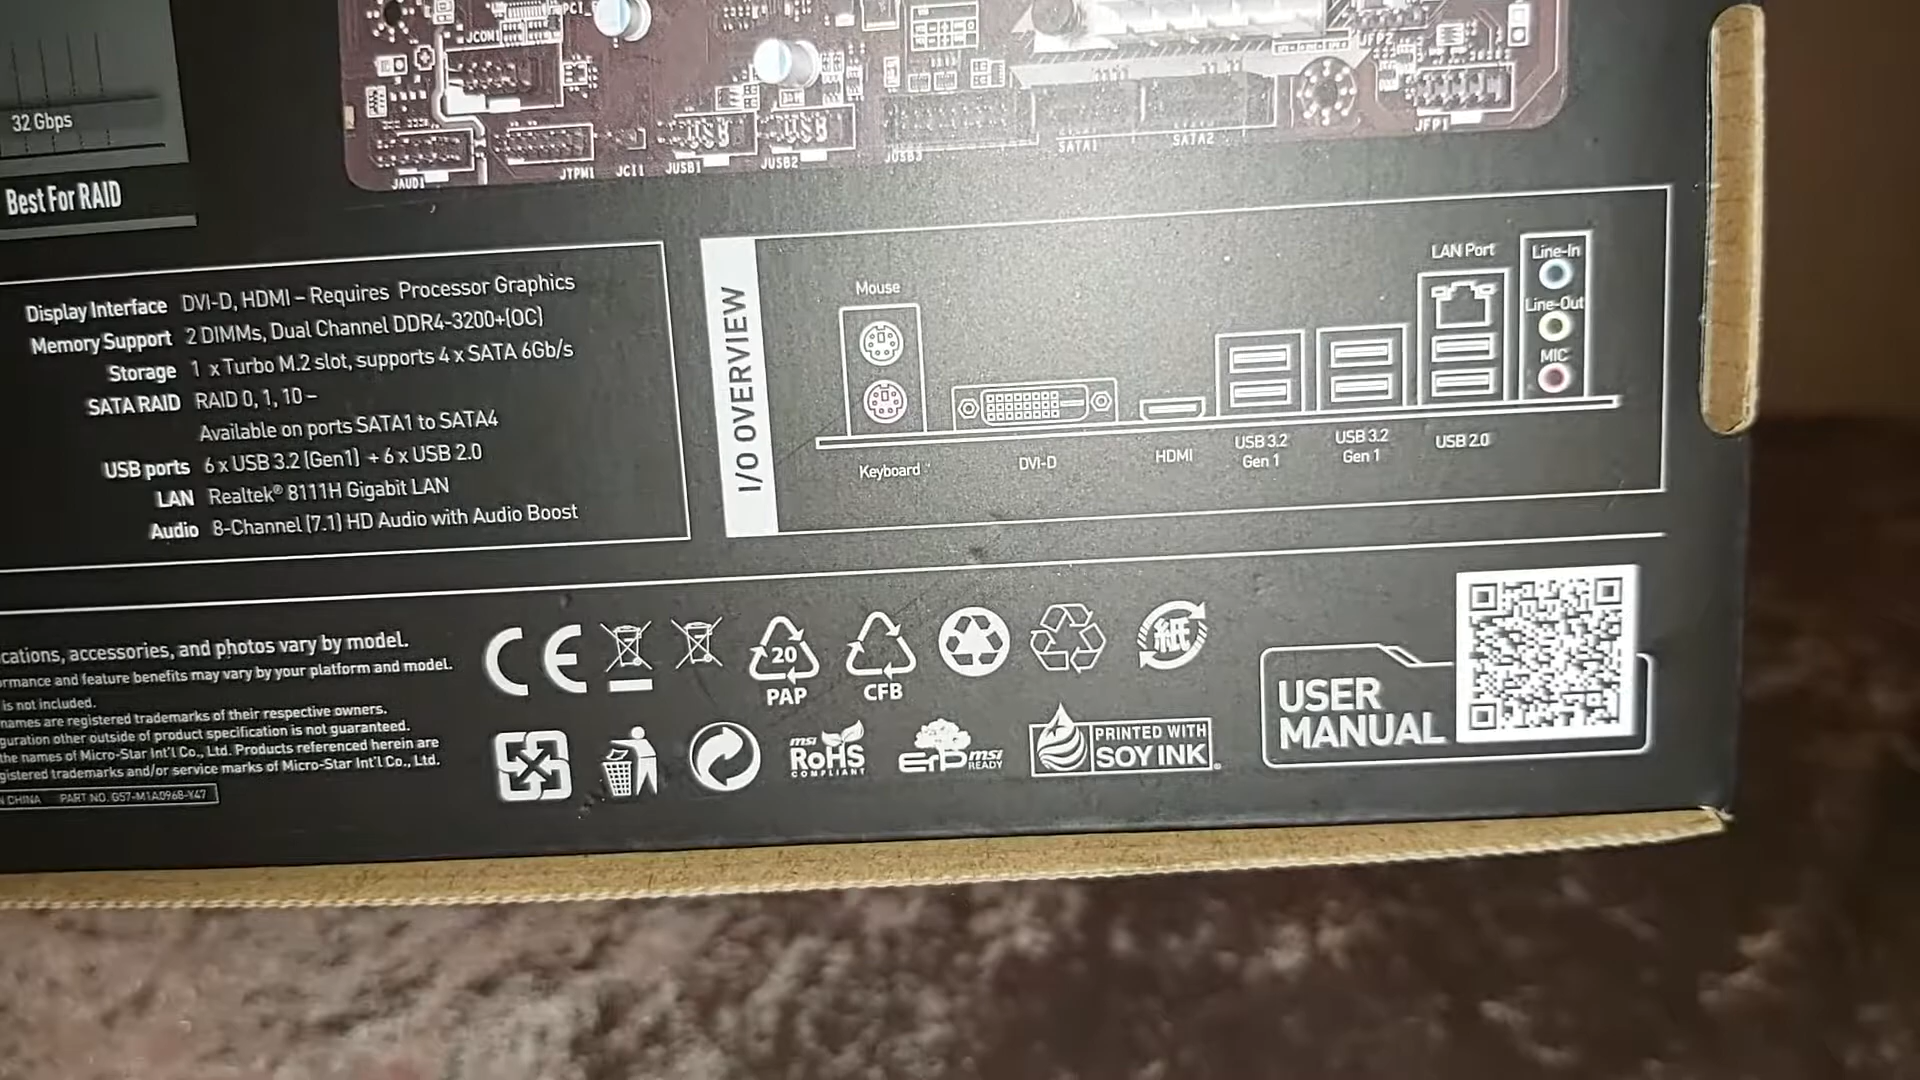 PCI_
JCOM1
JFP2
32 Gbps
JAUD1
JTPM1
JCI1
JUSB1
USB
JUSB2
USB
JUSB3
SATA1
SATA2
JFP1
Best For RAID
Display Interface DVI-D, HDMI – Requires Processor Graphics
Memory Support 2 DIMMs, Dual Channel DDR4-3200+(OC)
Storage 1 x Turbo M.2 slot, supports 4 x SATA 6Gb/s
SATA RAID RAID 0, 1, 10 –
Available on ports SATA1 to SATA4
USB ports 6 x USB 3.2 (Gen1) + 6 x USB 2.0
LAN Realtek® 8111H Gigabit LAN
Audio 8-Channel (7.1) HD Audio with Audio Boost
I/O OVERVIEW
Mouse
Keyboard
DVI-D
HDMI
USB 3.2
Gen 1
USB 3.2
Gen 1
LAN Port
USB 2.0
Line-In
Line-Out
MIC
cations, accessories, and photos vary by model.
rmance and feature benefits may vary by your platform and model.
is not included.
names are registered trademarks of their respective owners.
guration other outside of product specification is not guaranteed.
the names of Micro-Star Int'l Co., Ltd. Products referenced herein are
gistered trademarks and/or service marks of Micro-Star Int'l Co., Ltd.
N CHINA PART NO. G57-M1A0968-Y47
CE
20
PAP
CFB
紙
msi
RoHS
COMPLIANT
ErP msi
READY
PRINTED WITH
SOY INK
USER
MANUAL